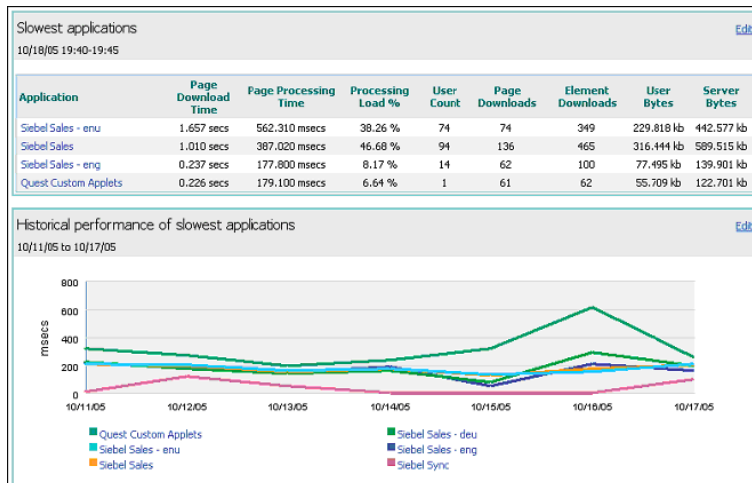 Slowest applications
Edit
10/18/05 19:40-19:45
Application Page Download Time Page Processing Time Processing Load % User Count Page Downloads Element Downloads User Bytes Server Bytes
Siebel Sales - enu 1.657 secs 562.310 msecs 38.26 % 74 74 349 229.818 kb 442.577 kb
Siebel Sales 1.010 secs 387.020 msecs 46.68 % 94 136 465 316.444 kb 589.515 kb
Siebel Sales - eng 0.237 secs 177.800 msecs 8.17 % 14 62 100 77.495 kb 139.901 kb
Quest Custom Applets 0.226 secs 179.100 msecs 6.64 % 1 61 62 55.709 kb 122.701 kb
Historical performance of slowest applications
Edit
10/11/05 to 10/17/05
msecs
800
600
400
200
0
10/11/05 10/12/05 10/13/05 10/14/05 10/15/05 10/16/05 10/17/05
Quest Custom Applets Siebel Sales - deu
Siebel Sales - enu Siebel Sales - eng
Siebel Sales Siebel Sync